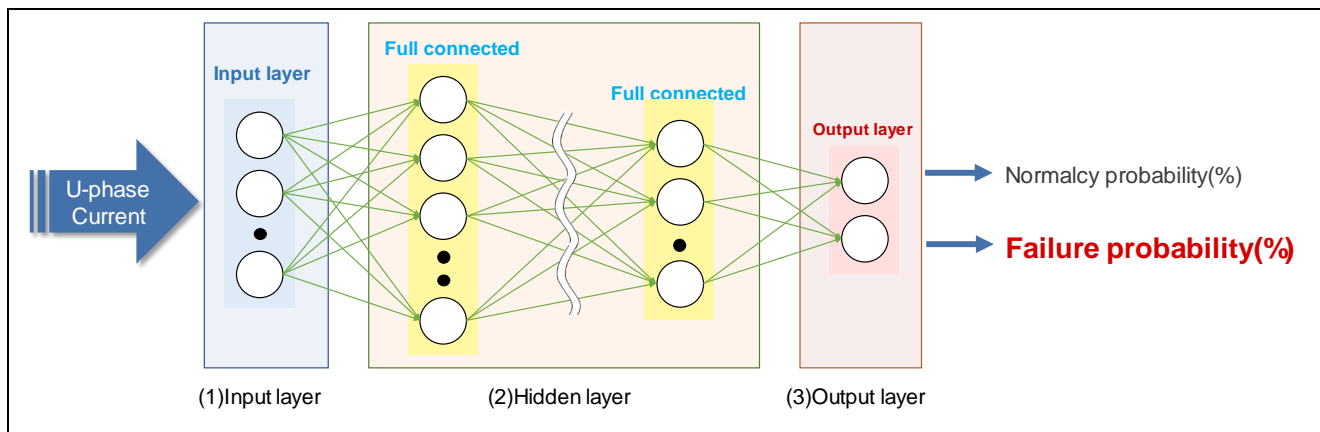 Full connected
Input layer
Full connected
Output layer
U-phase
Current
Normalcy probability(%)
Failure probability(%)
(1)Input layer
(2)Hidden layer
(3)Output layer